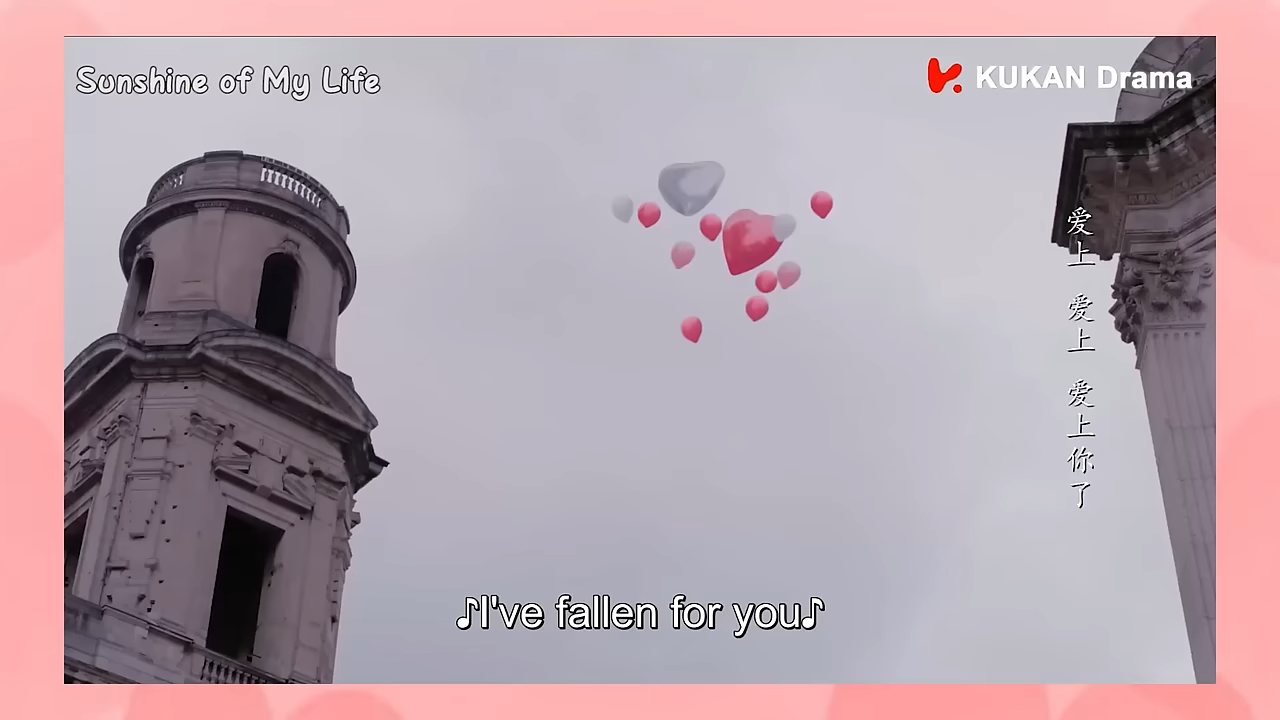 Sunshine of My Life
KUKAN Drama
爱上 爱上 爱上你了
♪I've fallen for you♪